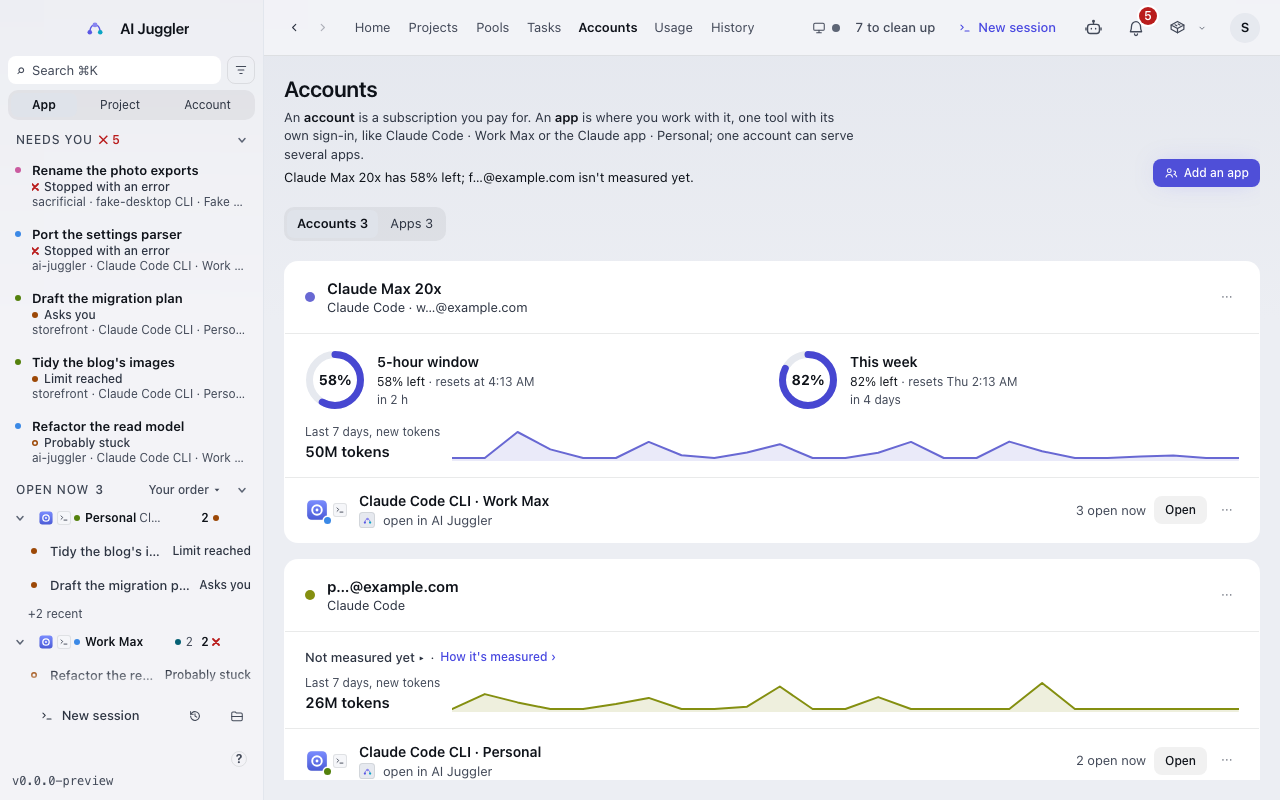 AI Juggler
Search ⌘K
App Project Account
NEEDS YOU 5
Rename the photo exports
Stopped with an error
sacrificial · fake-desktop CLI · Fake ...
Port the settings parser
Stopped with an error
ai-juggler · Claude Code CLI · Work ...
Draft the migration plan
Asks you
storefront · Claude Code CLI · Perso...
Tidy the blog's images
Limit reached
storefront · Claude Code CLI · Perso...
Refactor the read model
Probably stuck
ai-juggler · Claude Code CLI · Work ...
OPEN NOW 3 Your order
Personal Cl... 2
Tidy the blog's i... Limit reached
Draft the migration p... Asks you
+2 recent
Work Max 2 2
Refactor the re... Probably stuck
New session
?
v0.0.0-preview
Home Projects Pools Tasks Accounts Usage History 7 to clean up New session 5 S
Accounts
An account is a subscription you pay for. An app is where you work with it, one tool with its
own sign-in, like Claude Code · Work Max or the Claude app · Personal; one account can serve
several apps.
Claude Max 20x has 58% left; f...@example.com isn't measured yet.
Add an app
Accounts 3 Apps 3
Claude Max 20x
Claude Code · w...@example.com
...
58%
5-hour window
58% left · resets at 4:13 AM
in 2 h
82%
This week
82% left · resets Thu 2:13 AM
in 4 days
Last 7 days, new tokens
50M tokens
Claude Code CLI · Work Max
open in AI Juggler
3 open now Open ...
p...@example.com
Claude Code
...
Not measured yet · How it's measured ›
Last 7 days, new tokens
26M tokens
Claude Code CLI · Personal
open in AI Juggler
2 open now Open ...